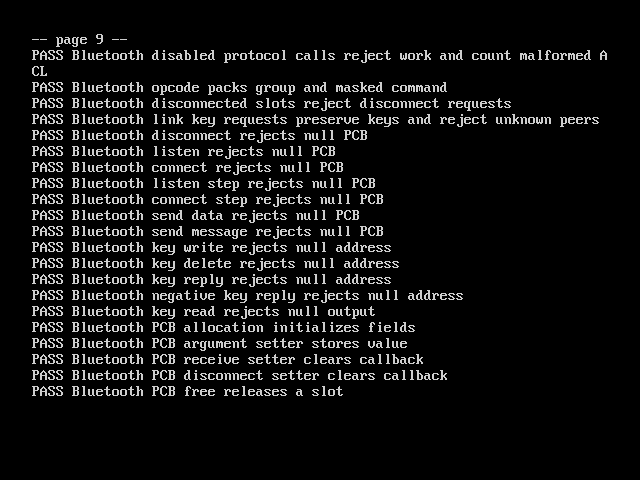 -- page 9 --
PASS Bluetooth disabled protocol calls reject work and count malformed A
CL
PASS Bluetooth opcode packs group and masked command
PASS Bluetooth disconnected slots reject disconnect requests
PASS Bluetooth link key requests preserve keys and reject unknown peers
PASS Bluetooth disconnect rejects null PCB
PASS Bluetooth listen rejects null PCB
PASS Bluetooth connect rejects null PCB
PASS Bluetooth listen step rejects null PCB
PASS Bluetooth connect step rejects null PCB
PASS Bluetooth send data rejects null PCB
PASS Bluetooth send message rejects null PCB
PASS Bluetooth key write rejects null address
PASS Bluetooth key delete rejects null address
PASS Bluetooth key reply rejects null address
PASS Bluetooth negative key reply rejects null address
PASS Bluetooth key read rejects null output
PASS Bluetooth PCB allocation initializes fields
PASS Bluetooth PCB argument setter stores value
PASS Bluetooth PCB receive setter clears callback
PASS Bluetooth PCB disconnect setter clears callback
PASS Bluetooth PCB free releases a slot